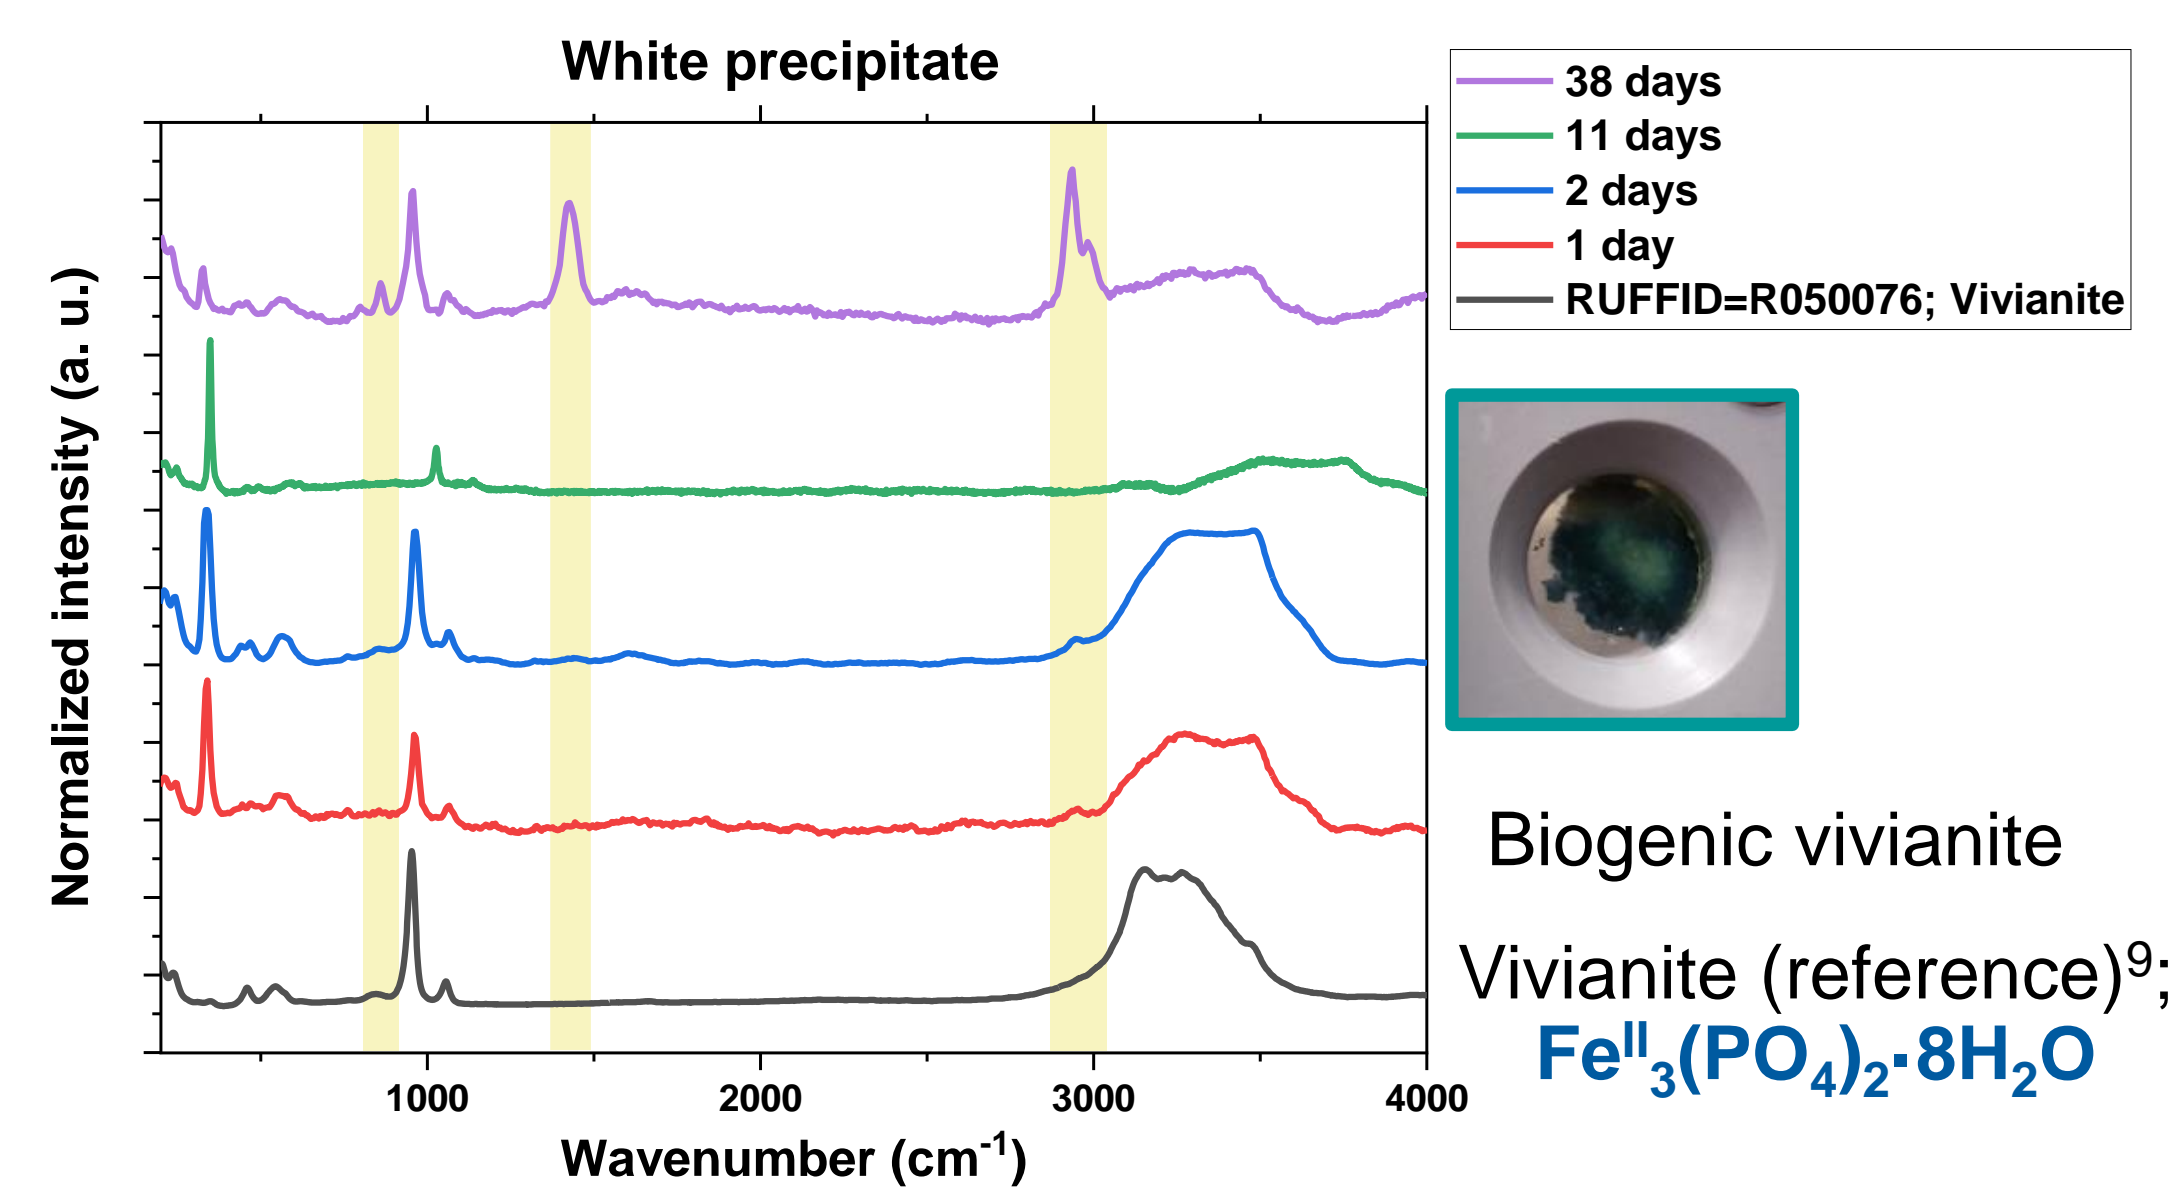 White precipitate
Normalized intensity (a. u.)
1000
2000
3000
4000
Wavenumber (cm⁻¹)
38 days
11 days
2 days
1 day
RUFFID=R050076; Vivianite
Biogenic vivianite
Vivianite (reference)⁹;
Feᴵᴵ₃(PO₄)₂·8H₂O